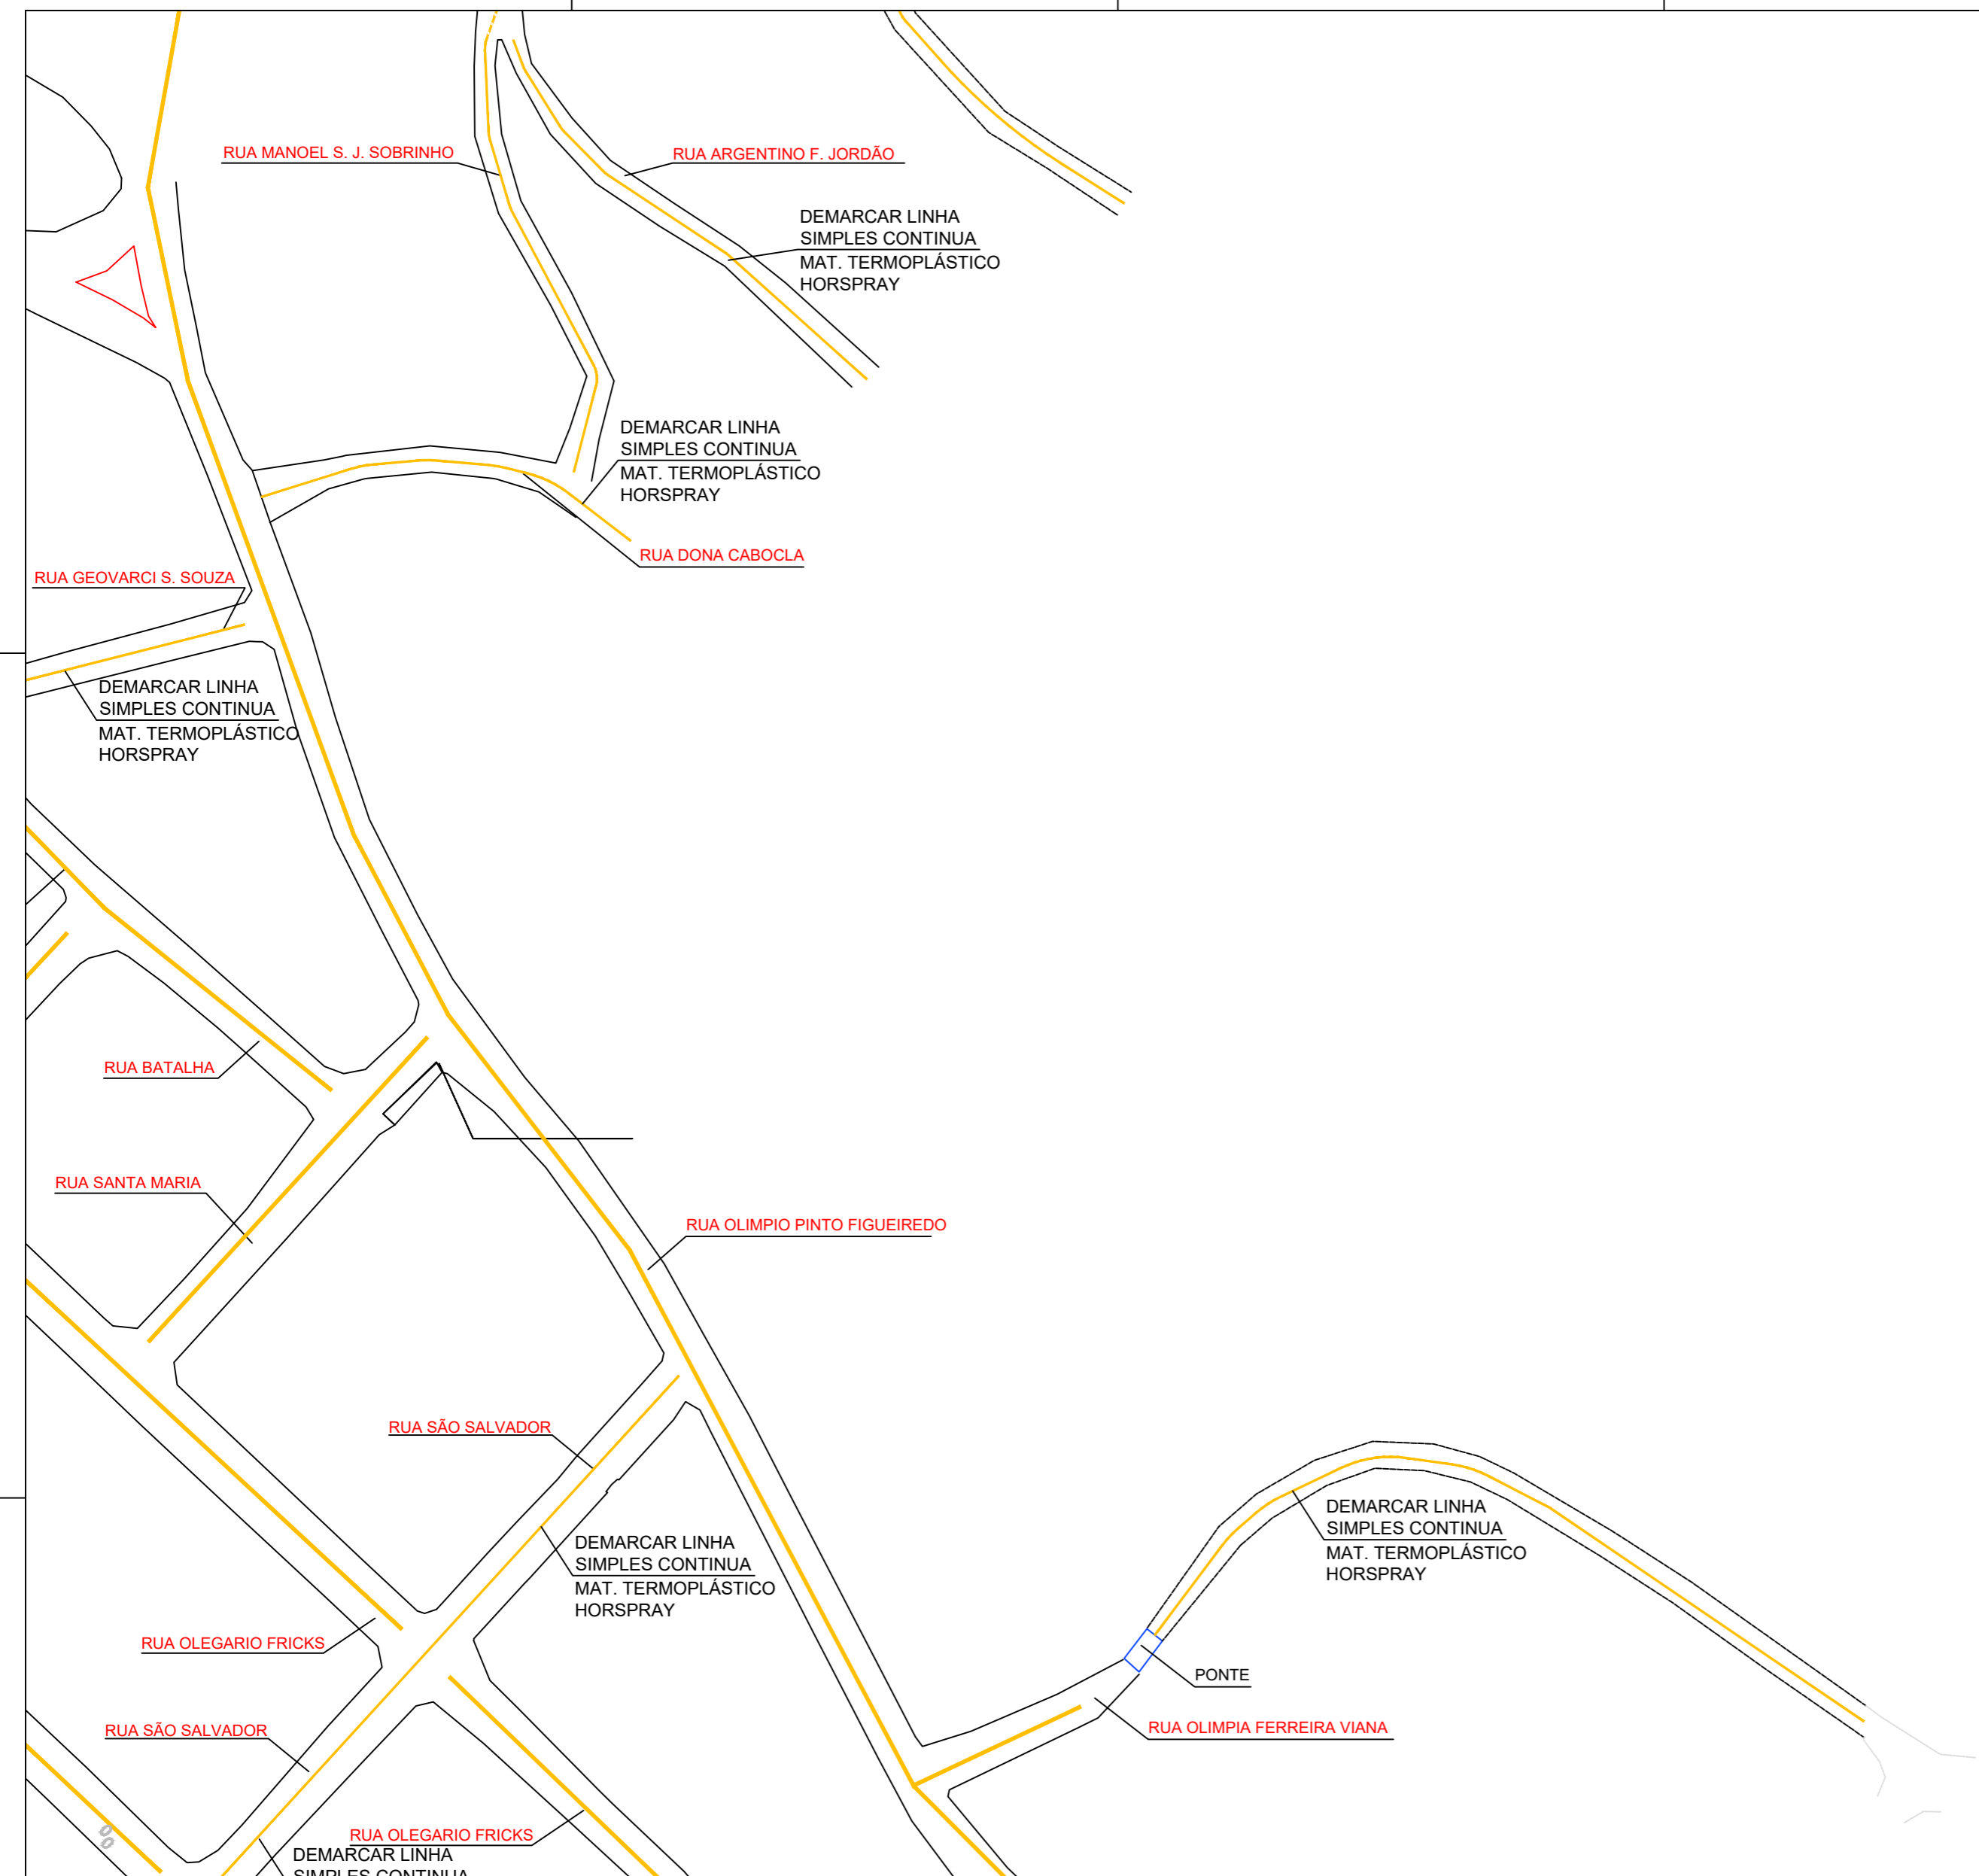 RUA MANOEL S. J. SOBRINHO
RUA ARGENTINO F. JORDÃO
DEMARCAR LINHA
SIMPLES CONTINUA
MAT. TERMOPLÁSTICO
HORSPRAY
DEMARCAR LINHA
SIMPLES CONTINUA
MAT. TERMOPLÁSTICO
HORSPRAY
RUA DONA CABOCLA
RUA GEOVARCI S. SOUZA
DEMARCAR LINHA
SIMPLES CONTINUA
MAT. TERMOPLÁSTICO
HORSPRAY
RUA BATALHA
RUA SANTA MARIA
RUA OLIMPIO PINTO FIGUEIREDO
RUA SÃO SALVADOR
DEMARCAR LINHA
SIMPLES CONTINUA
MAT. TERMOPLÁSTICO
HORSPRAY
DEMARCAR LINHA
SIMPLES CONTINUA
MAT. TERMOPLÁSTICO
HORSPRAY
RUA OLEGARIO FRICKS
PONTE
RUA SÃO SALVADOR
RUA OLIMPIA FERREIRA VIANA
RUA OLEGARIO FRICKS
DEMARCAR LINHA
SIMPLES CONTINUA